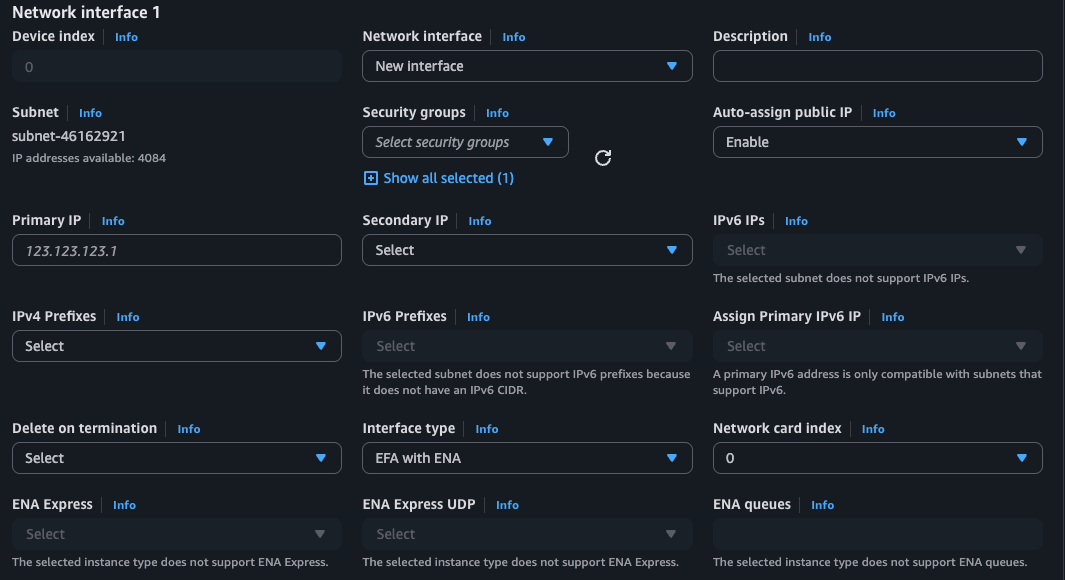 Network interface 1
Device index Info
0
Network interface Info
New interface
Description Info
Subnet Info
subnet-46162921
IP addresses available: 4084
Security groups Info
Select security groups
Show all selected (1)
Auto-assign public IP Info
Enable
Primary IP Info
123.123.123.1
Secondary IP Info
Select
IPv6 IPs Info
Select
The selected subnet does not support IPv6 IPs.
IPv4 Prefixes Info
Select
IPv6 Prefixes Info
Select
The selected subnet does not support IPv6 prefixes because
it does not have an IPv6 CIDR.
Assign Primary IPv6 IP Info
Select
A primary IPv6 address is only compatible with subnets that
support IPv6.
Delete on termination Info
Select
Interface type Info
EFA with ENA
Network card index Info
0
ENA Express Info
Select
The selected instance type does not support ENA Express.
ENA Express UDP Info
Select
The selected instance type does not support ENA Express.
ENA queues Info
The selected instance type does not support ENA queues.